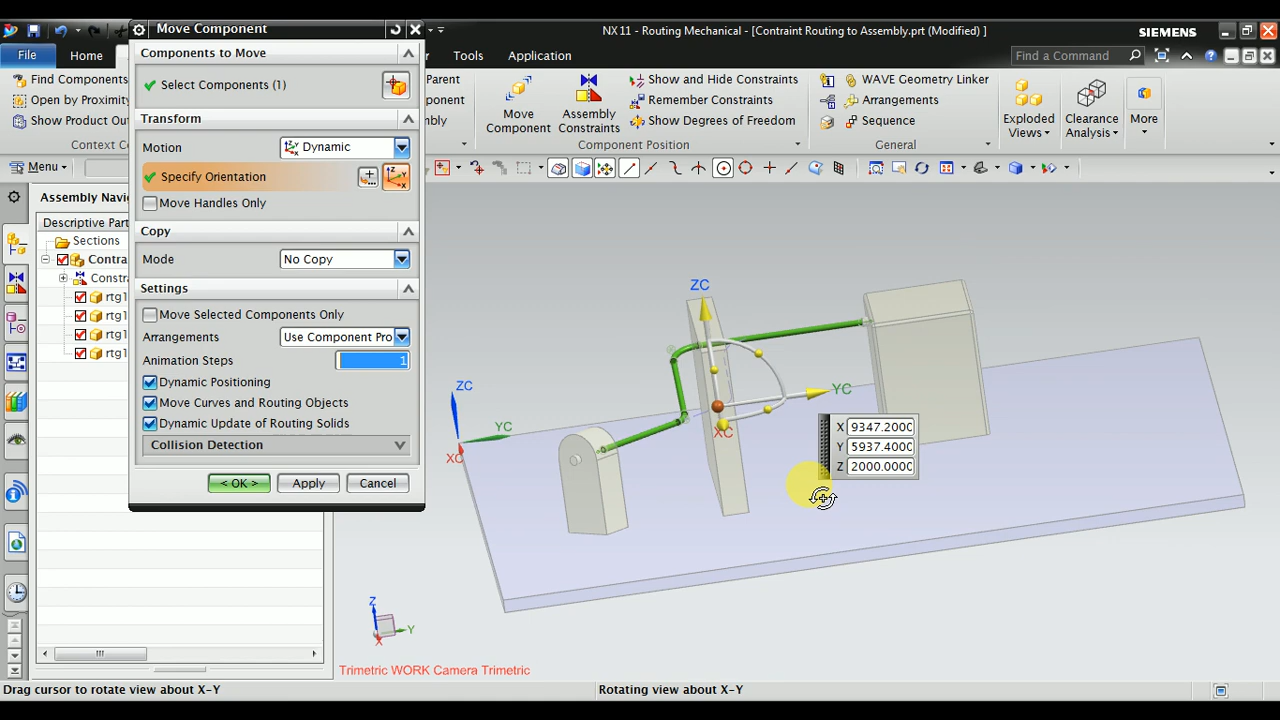 Move Component
NX 11 - Routing Mechanical - [Contraint Routing to Assembly.prt (Modified) ]
SIEMENS
File
Home
Tools
Application
Find a Command
Find Components
Open by Proximity
Show Product Out
Context Co
Parent
ponent
mbly
Move
Component
Assembly
Constraints
Show and Hide Constraints
Remember Constraints
Show Degrees of Freedom
Component Position
WAVE Geometry Linker
Arrangements
Sequence
General
Exploded
Views
Clearance
Analysis
More
Menu
Assembly Navi
Descriptive Part
Sections
Contra
Constra
rtg1
rtg1
rtg1
rtg1
Components to Move
Select Components (1)
Transform
Motion
Dynamic
Specify Orientation
Move Handles Only
Copy
Mode
No Copy
Settings
Move Selected Components Only
Arrangements
Use Component Pro
Animation Steps
1
Dynamic Positioning
Move Curves and Routing Objects
Dynamic Update of Routing Solids
Collision Detection
< OK >
Apply
Cancel
ZC
YC
XC
ZC
YC
XC
X 9347.2000
Y 5937.4000
Z 2000.0000
Z
Y
X
Trimetric WORK Camera Trimetric
Drag cursor to rotate view about X-Y
Rotating view about X-Y